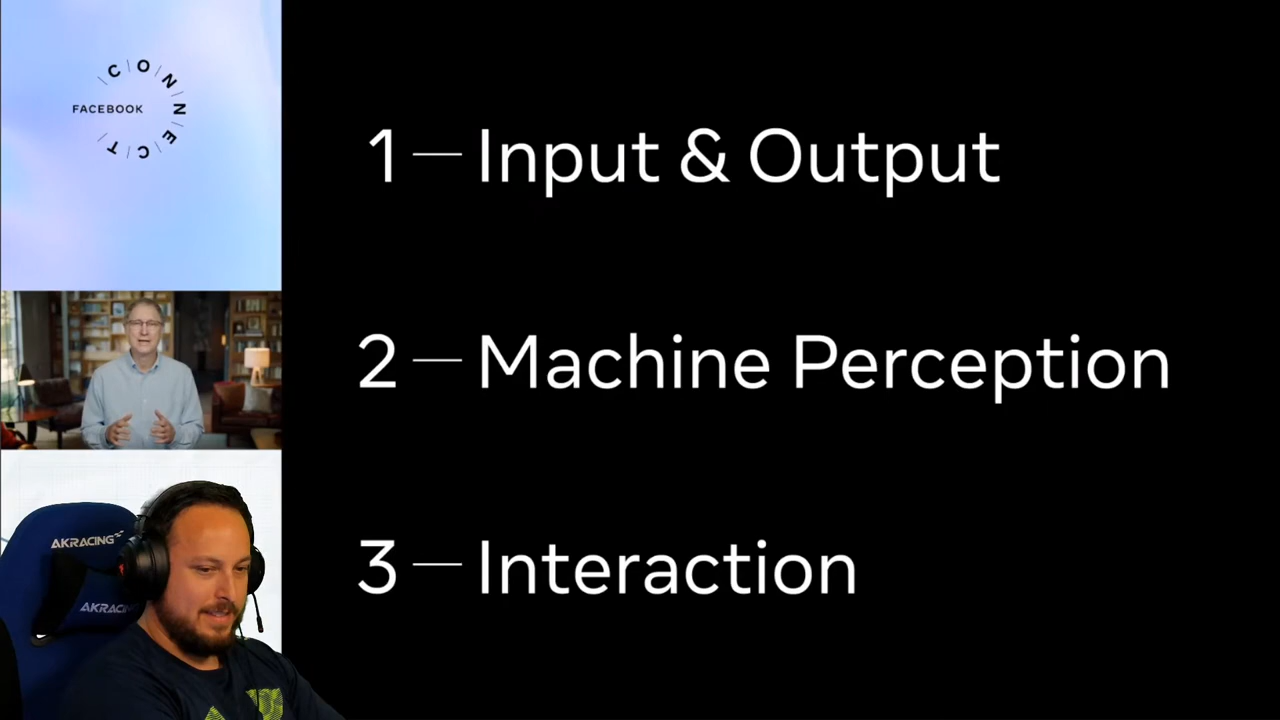 CONNECT
FACEBOOK
1 — Input & Output
2 — Machine Perception
3 — Interaction
AKRACING
AKRACING